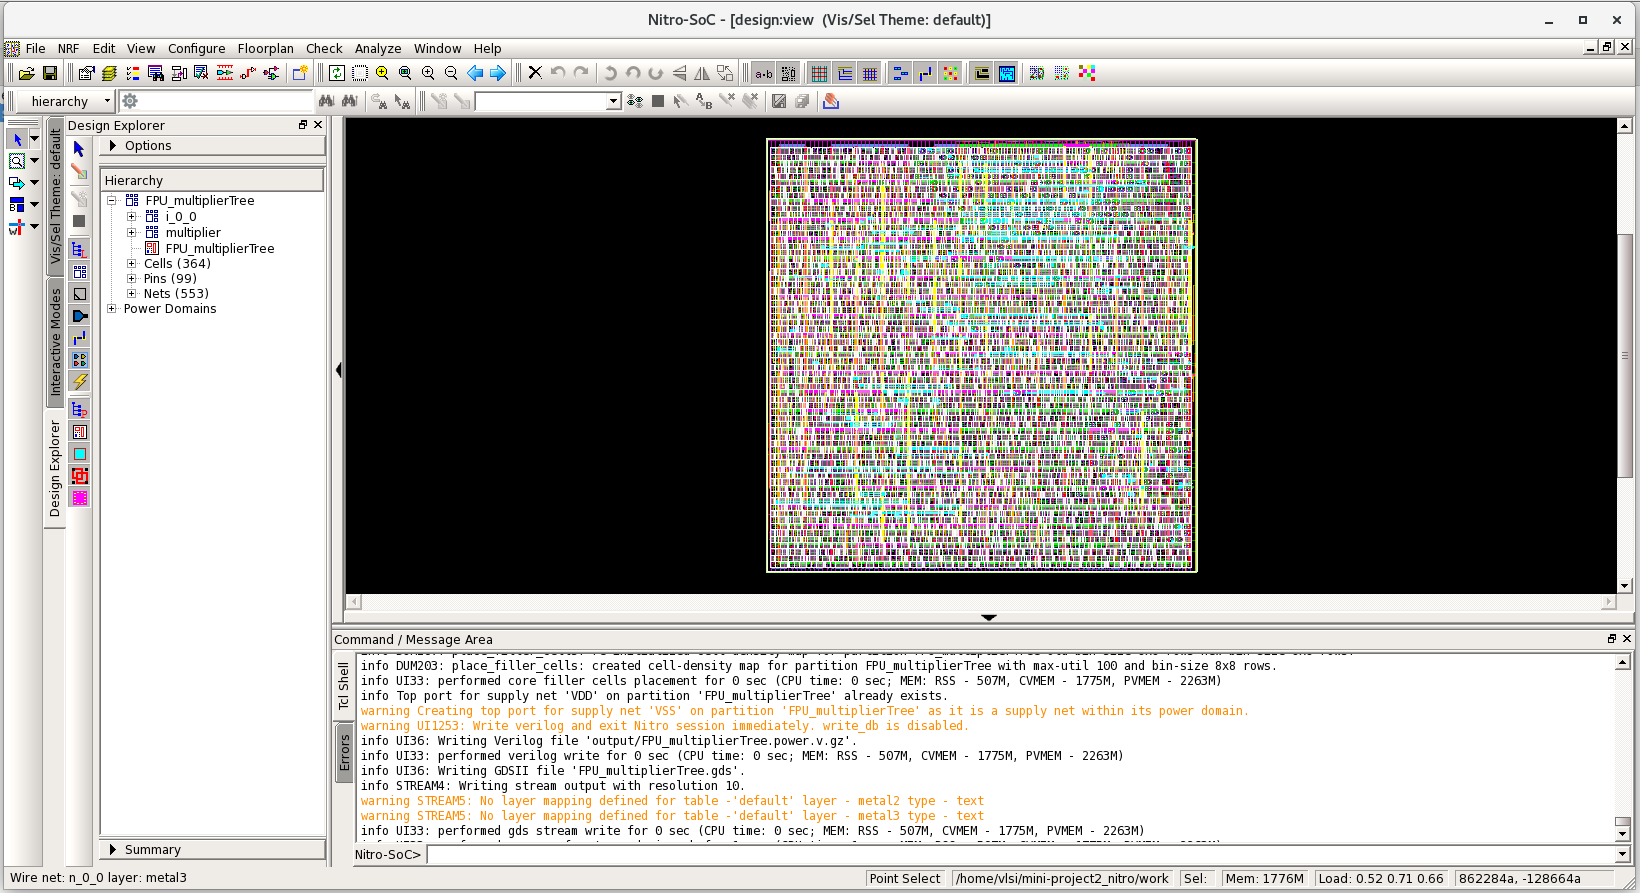 Nitro-SoC - [design:view (Vis/Sel Theme: default)]
File NRF Edit View Configure Floorplan Check Analyze Window Help
a•b
hierarchy
Design Explorer
Options
Hierarchy
FPU_multiplierTree
i_0_0
multiplier
FPU_multiplierTree
Cells (364)
Pins (99)
Nets (553)
Power Domains
Vis/Sel Theme: default
Interactive Modes
Design Explorer
Summary
Command / Message Area
Tcl Shell
Errors
info DUM203: place_filler_cells: created cell-density map for partition FPU_multiplierTree with max-util 100 and bin-size 8x8 rows.
info UI33: performed core filler cells placement for 0 sec (CPU time: 0 sec; MEM: RSS - 507M, CVMEM - 1775M, PVMEM - 2263M)
info Top port for supply net 'VDD' on partition 'FPU_multiplierTree' already exists.
warning Creating top port for supply net 'VSS' on partition 'FPU_multiplierTree' as it is a supply net within its power domain.
warning UI1253: Write verilog and exit Nitro session immediately. write_db is disabled.
info UI36: Writing Verilog file 'output/FPU_multiplierTree.power.v.gz'.
info UI33: performed verilog write for 0 sec (CPU time: 0 sec; MEM: RSS - 507M, CVMEM - 1775M, PVMEM - 2263M)
info UI36: Writing GDSII file 'FPU_multiplierTree.gds'.
info STREAM4: Writing stream output with resolution 10.
warning STREAM5: No layer mapping defined for table -'default' layer - metal2 type - text
warning STREAM5: No layer mapping defined for table -'default' layer - metal3 type - text
info UI33: performed gds stream write for 0 sec (CPU time: 0 sec; MEM: RSS - 507M, CVMEM - 1775M, PVMEM - 2263M)
Nitro-SoC>
Wire net: n_0_0 layer: metal3
Point Select
/home/vlsi/mini-project2_nitro/work
Sel:
Mem: 1776M
Load: 0.52 0.71 0.66
862284a, -128664a